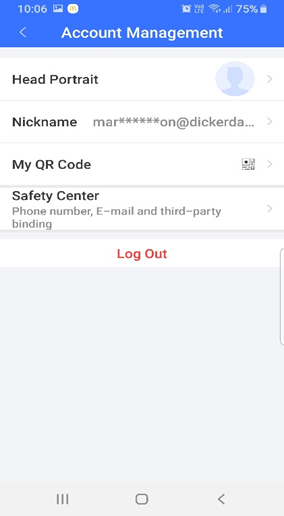 10:06 75%
Account Management
Head Portrait
Nickname mar******on@dickerda...
My QR Code
Safety Center
Phone number, E-mail and third-party
binding
Log Out